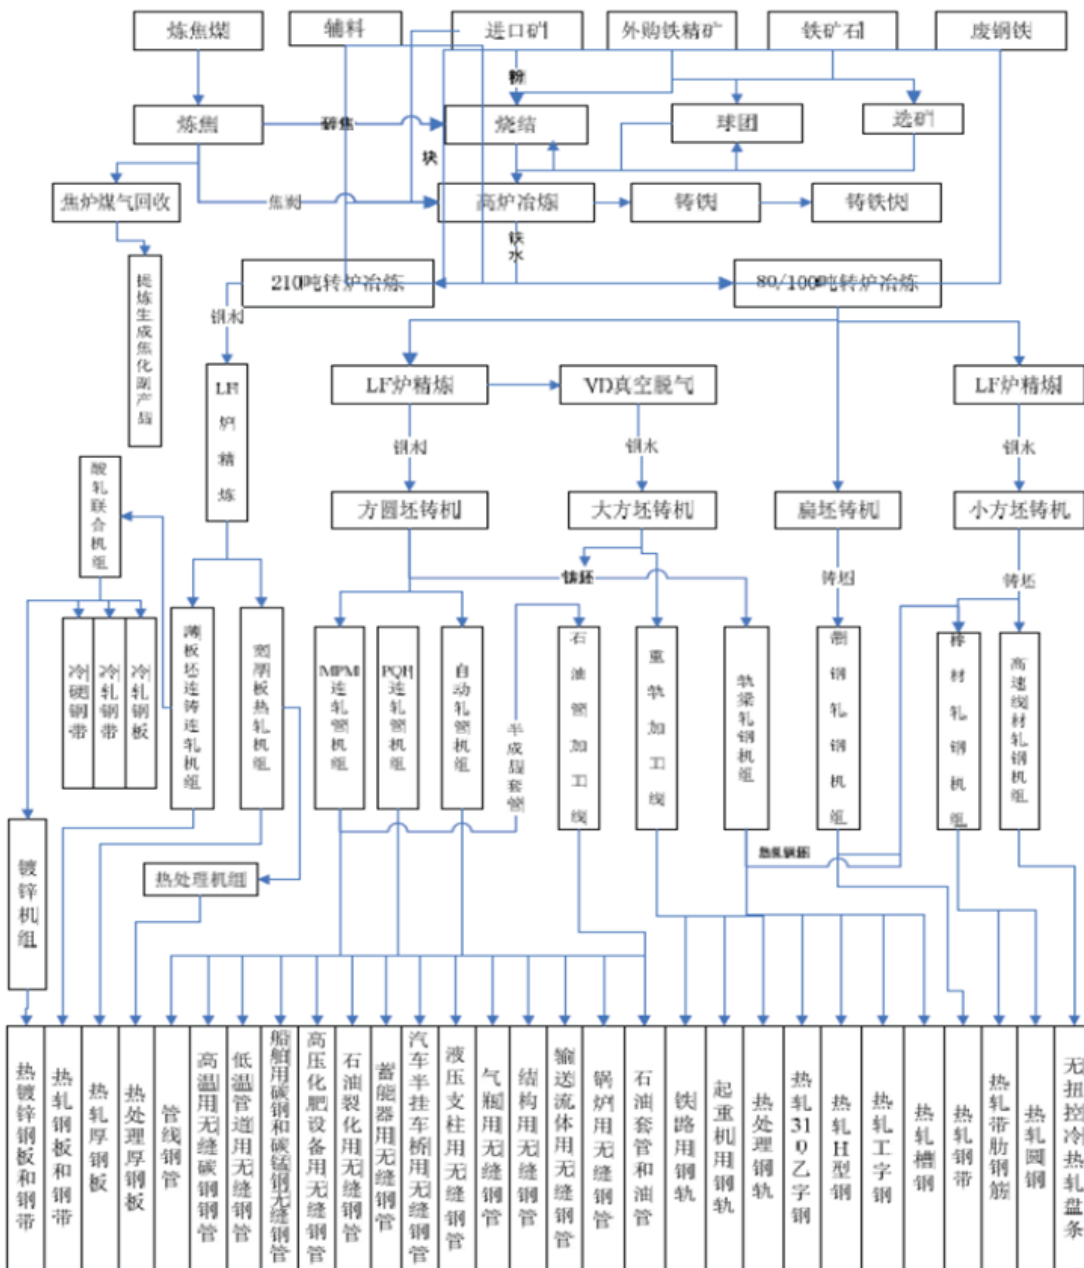 炼焦煤
辅料
进口矿
外购铁精矿
铁矿石
废钢铁
粉
炼焦
碎焦
烧结
球团
选矿
块
焦炉煤气回收
焦炭
高炉冶炼
铸铁
铸铁快
铁水
210吨转炉冶炼
80/100吨转炉冶炼
提炼生成焦化副产品
钢水
LF炉精炼
LF炉精炼
VD真空脱气
LF炉精炼
钢水
钢水
钢水
酸轧联合机组
方圆坯铸机
大方坯铸机
扁坯铸机
小方坯铸机
铸坯
铸坯
铸坯
冷硬钢带
冷轧钢带
冷轧钢板
薄板坯连铸连轧机组
宽厚板热轧机组
MPM连轧管机组
PQF连轧管机组
自动轧管机组
半成品套管
石油管加工线
重轨加工线
轨梁轧钢机组
带钢轧钢机组
棒材轧钢机组
高速线材轧钢机组
热轧钢坯
镀锌机组
热处理机组
热镀锌钢板和钢带
热轧钢板和钢带
热轧厚钢板
热处理厚钢板
管线钢管
高温用无缝碳钢钢管
低温管道用无缝钢管
船舶用碳钢和碳锰钢无缝钢管
高压化肥设备用无缝钢管
石油裂化用无缝钢管
蓄能器用无缝钢管
汽车半挂车桥用无缝钢管
液压支柱用无缝钢管
气瓶用无缝钢管
结构用无缝钢管
输送流体用无缝钢管
锅炉用无缝钢管
石油套管和油管
铁路用钢轨
起重机用钢轨
热处理钢轨
热轧310乙字钢
热轧H型钢
热轧工字钢
热轧槽钢
热轧钢带
热轧带肋钢筋
热轧圆钢
无扭控冷热轧盘条